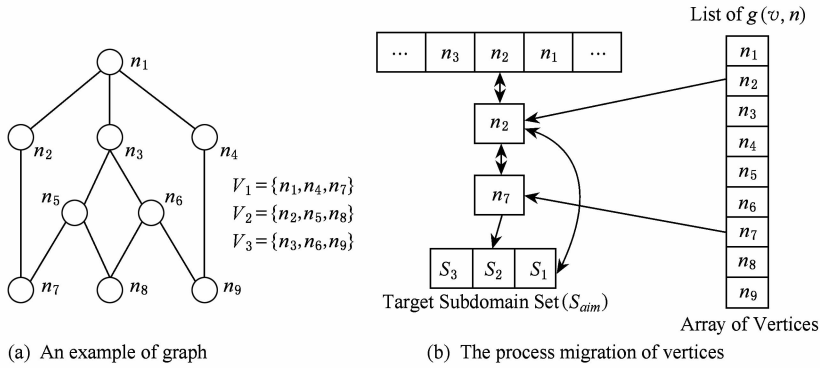 n₁
n₂
n₃
n₄
n₅
n₆
n₇
n₈
n₉
V₁={n₁,n₄,n₇}
V₂={n₂,n₅,n₈}
V₃={n₃,n₆,n₉}
(a) An example of graph
List of g(v, n)
··· n₃ n₂ n₁ ···
n₂
n₇
S₃ S₂ S₁
Target Subdomain Set(Sₐᵢₘ)
n₁
n₂
n₃
n₄
n₅
n₆
n₇
n₈
n₉
Array of Vertices
(b) The process migration of vertices